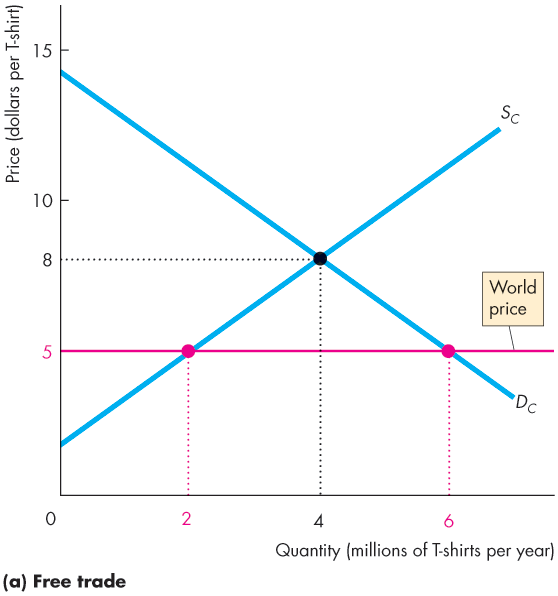 Price (dollars per T-shirt)
15
10
8
5
S_C
World
price
D_C
0
2
4
6
Quantity (millions of T-shirts per year)
(a) Free trade